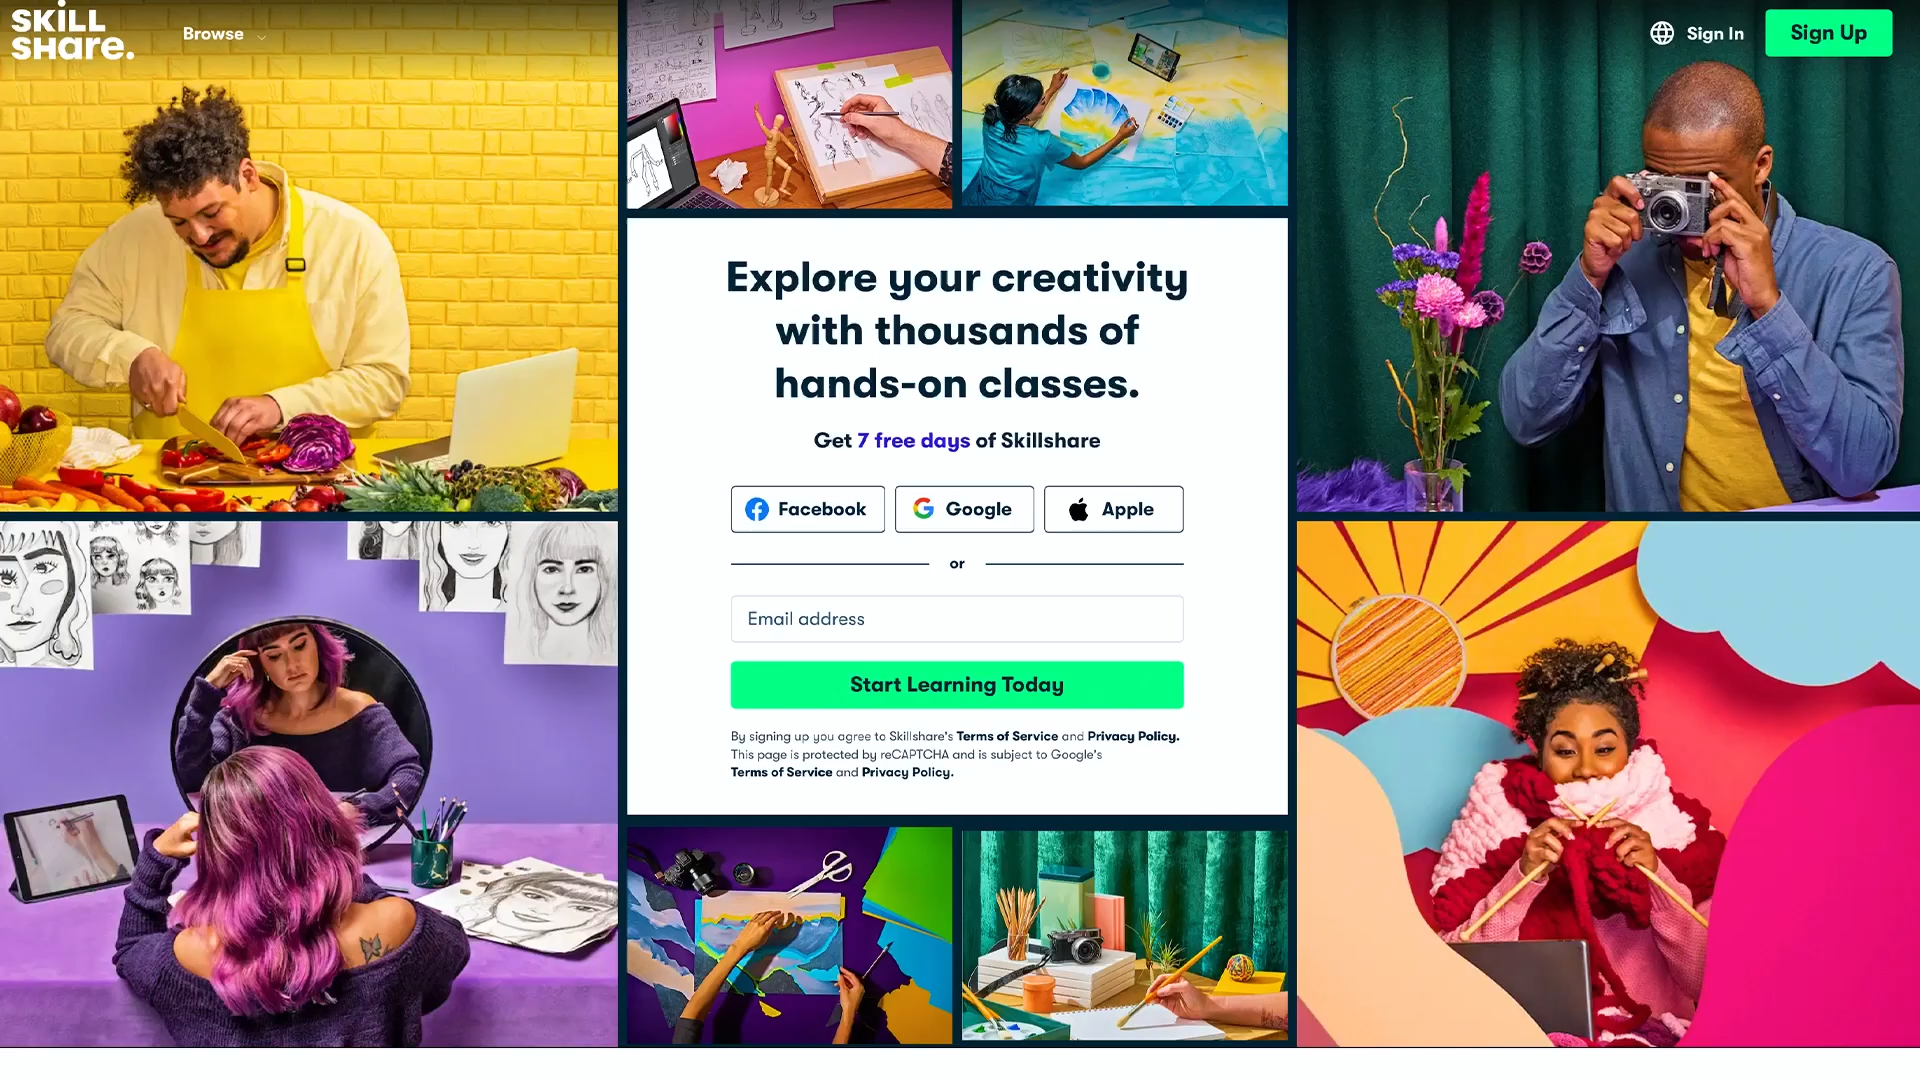 SKiLL
SHare.
Browse
Sign In
Sign Up
Explore your creativity
with thousands of
hands-on classes.
Get 7 free days of Skillshare
Facebook
Google
Apple
or
Email address
Start Learning Today
By signing up you agree to Skillshare's Terms of Service and Privacy Policy.
This page is protected by reCAPTCHA and is subject to Google's
Terms of Service and Privacy Policy.